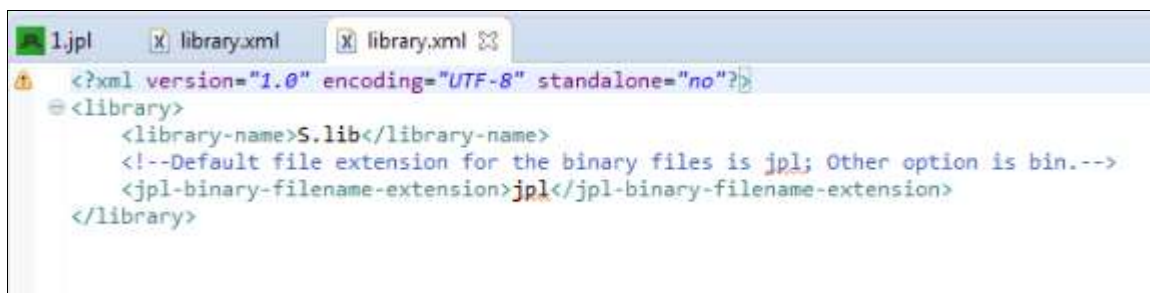 1.jpl library.xml library.xml
<?xml version="1.0" encoding="UTF-8" standalone="no"?>
<library>
<library-name>S.lib</library-name>
<!--Default file extension for the binary files is jpl; Other option is bin.-->
<jpl-binary-filename-extension>jpl</jpl-binary-filename-extension>
</library>